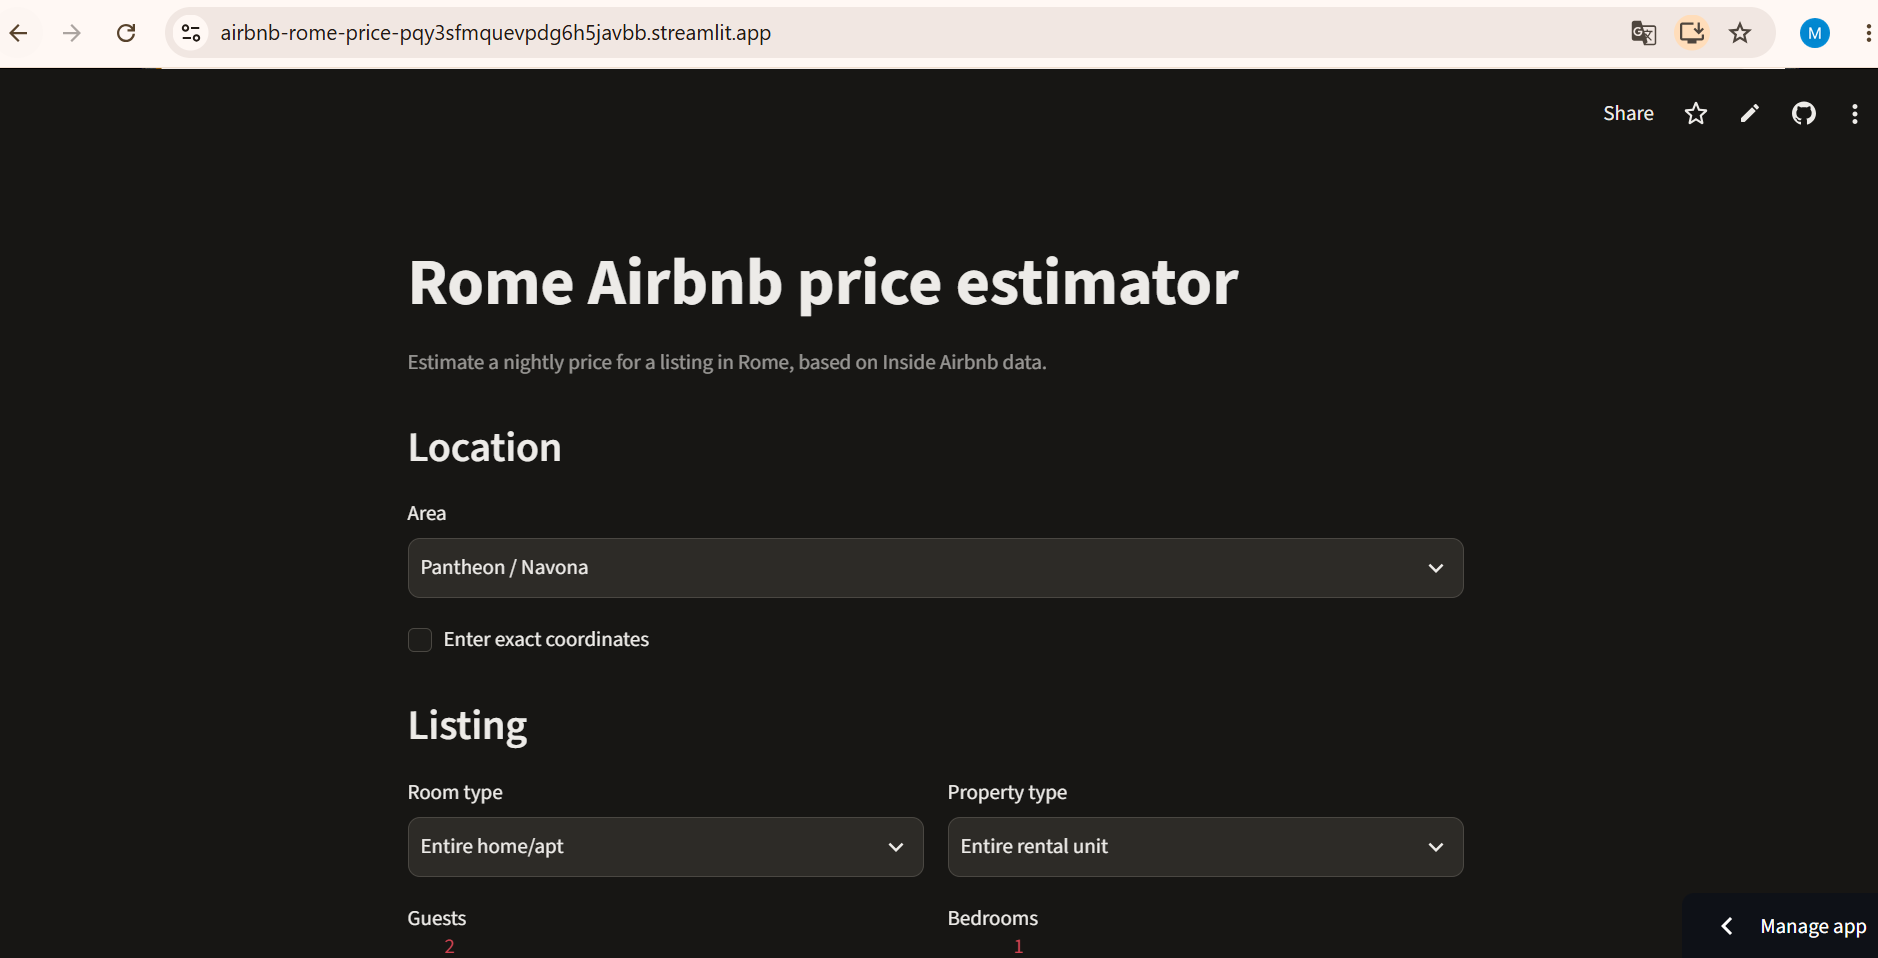 airbnb-rome-price-pqy3sfmquevpdg6h5javbb.streamlit.app
M
Share
Rome Airbnb price estimator
Estimate a nightly price for a listing in Rome, based on Inside Airbnb data.
Location
Area
Pantheon / Navona
Enter exact coordinates
Listing
Room type Property type
Entire home/apt Entire rental unit
Guests Bedrooms
2 1
Manage app